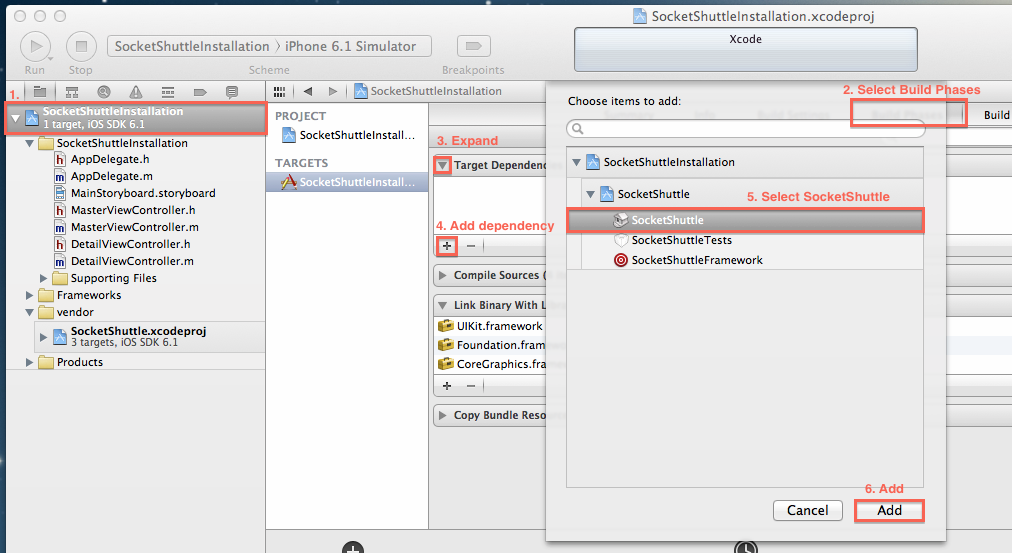 SocketShuttleInstallation.xcodeproj
SocketShuttleInstallation 〉 iPhone 6.1 Simulator
Xcode
Run
Stop
Scheme
Breakpoints
1.
SocketShuttleInstallation
1 target, iOS SDK 6.1
SocketShuttleInstallation
AppDelegate.h
AppDelegate.m
MainStoryboard.storyboard
MasterViewController.h
MasterViewController.m
DetailViewController.h
DetailViewController.m
Supporting Files
Frameworks
vendor
SocketShuttle.xcodeproj
3 targets, iOS SDK 6.1
Products
SocketShuttleInstallation
PROJECT
SocketShuttleInstall...
TARGETS
SocketShuttleInstall...
3. Expand
Target Dependenc
4. Add dependency
+ −
Compile Sources (
Link Binary With Lib
UIKit.framework
Foundation.fram
CoreGraphics.fra
+ −
Copy Bundle Reso
2. Select Build Phases
Build
Choose items to add:
SocketShuttleInstallation
SocketShuttle
5. Select SocketShuttle
SocketShuttle
SocketShuttleTests
SocketShuttleFramework
6. Add
Cancel
Add